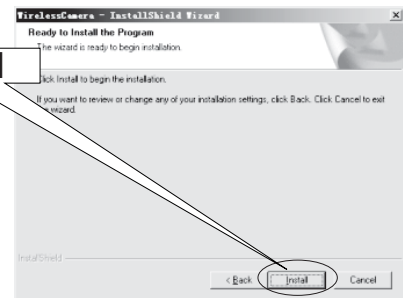 WirelessCamera - InstallShield Wizard
Ready to Install the Program
The wizard is ready to begin installation.
Click Install to begin the installation.
If you want to review or change any of your installation settings, click Back. Click Cancel to exit
the wizard.
InstallShield
< Back
Install
Cancel